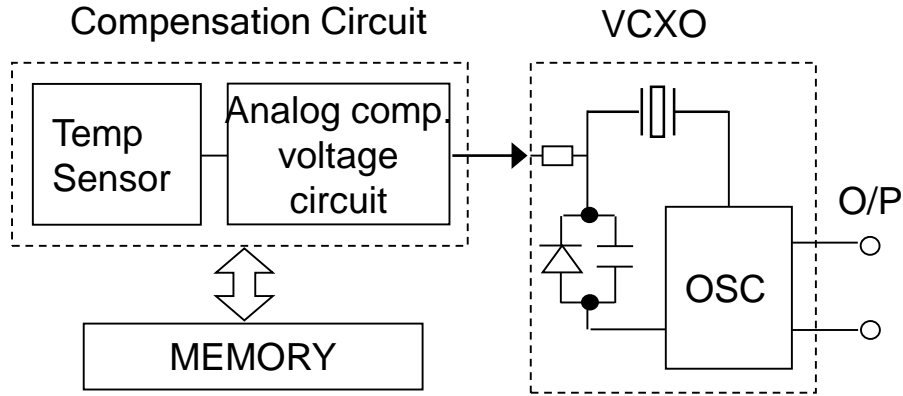 Compensation Circuit
VCXO
Temp
Sensor
Analog comp.
voltage
circuit
O/P
OSC
MEMORY